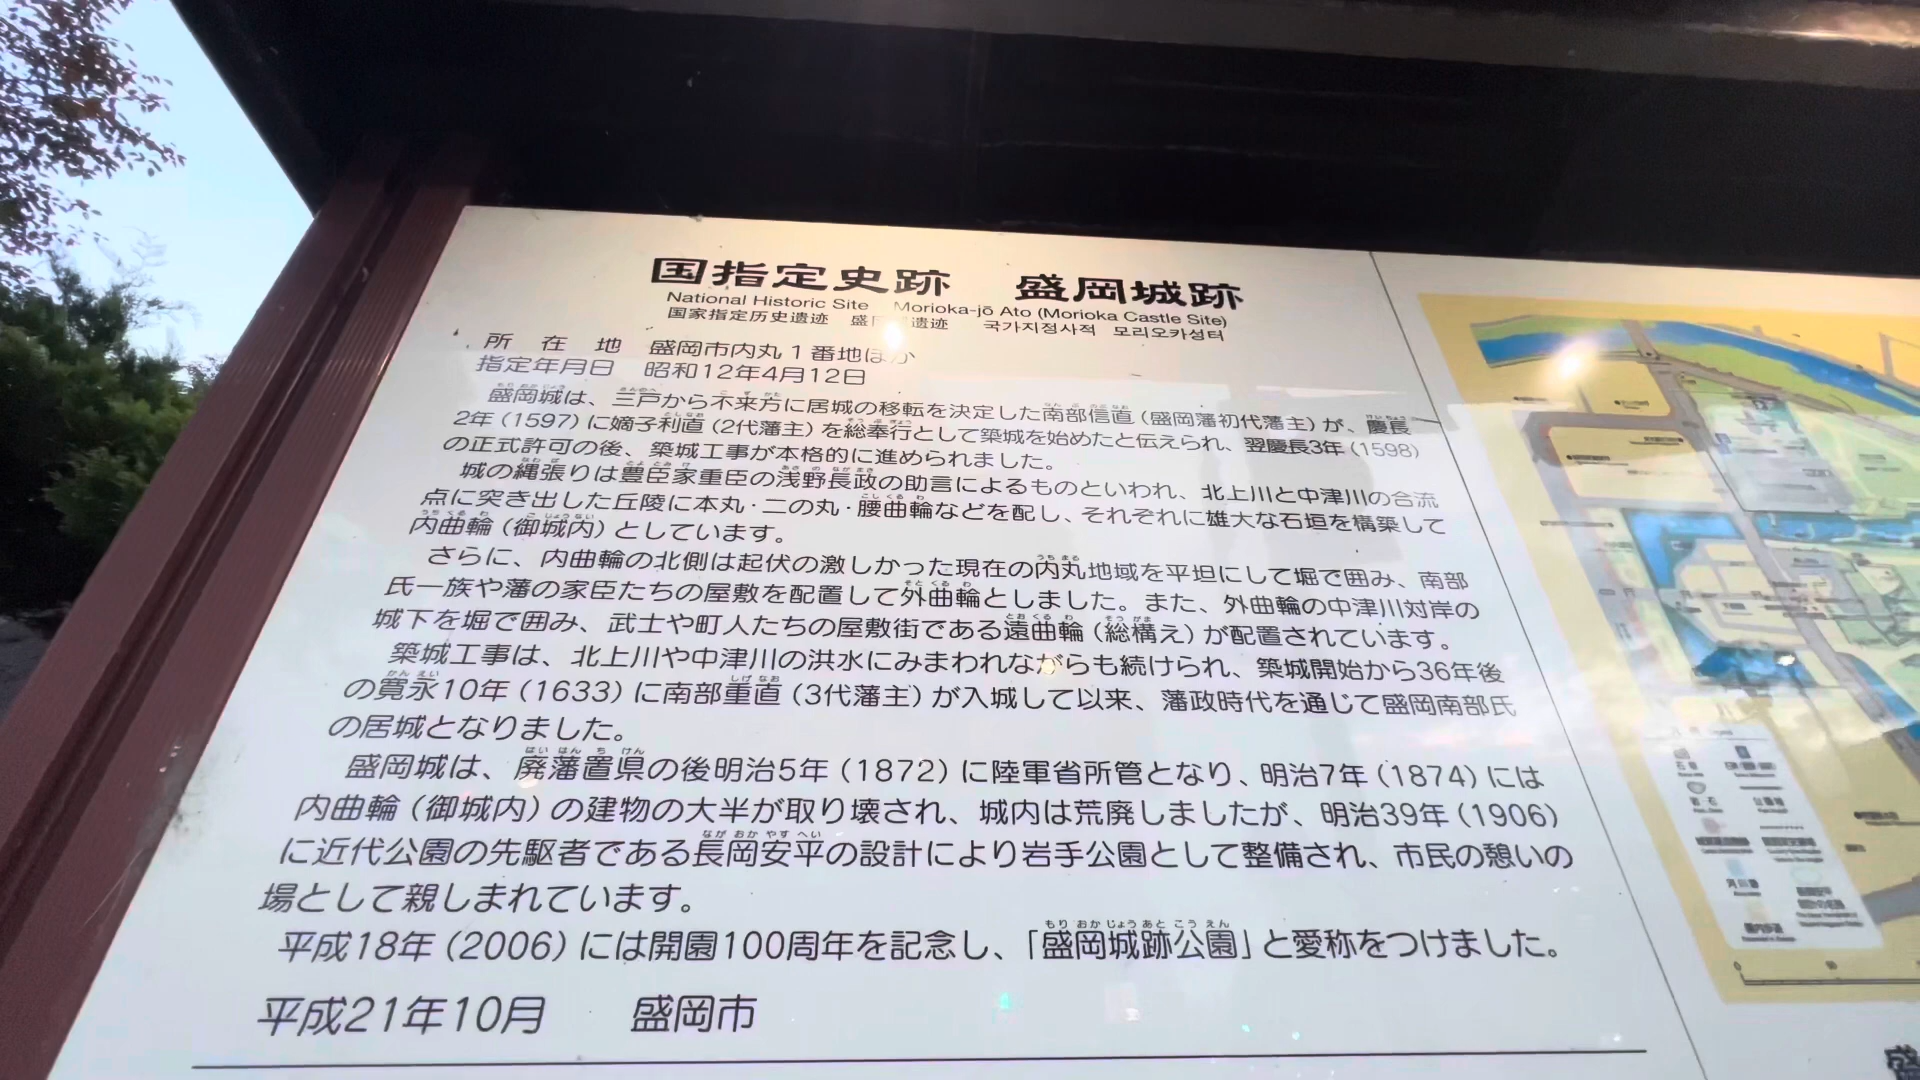 国指定史跡 盛岡城跡
National Historic Site Morioka-jō Ato (Morioka Castle Site)
国家指定历史遗迹 盛 遗迹 국가지정사적 모리오카성터
所在地 盛岡市内丸1番地ほか
指定年月日 昭和12年4月12日
盛岡城は、三戸から不来方に居城の移転を決定した南部信直(盛岡藩初代藩主)が、慶長
2年(1597)に嫡子利直(2代藩主)を総奉行として築城を始めたと伝えられ、翌慶長3年(1598)
の正式許可の後、築城工事が本格的に進められました。
城の縄張りは豊臣家重臣の浅野長政の助言によるものといわれ、北上川と中津川の合流
点に突き出した丘陵に本丸・二の丸・腰曲輪などを配し、それぞれに雄大な石垣を構築して
内曲輪(御城内)としています。
さらに、内曲輪の北側は起伏の激しかった現在の内丸地域を平坦にして堀で囲み、南部
氏一族や藩の家臣たちの屋敷を配置して外曲輪としました。また、外曲輪の中津川対岸の
城下を堀で囲み、武士や町人たちの屋敷街である遠曲輪(総構え)が配置されています。
築城工事は、北上川や中津川の洪水にみまわれながらも続けられ、築城開始から36年後
の寛永10年(1633)に南部重直(3代藩主)が入城して以来、藩政時代を通じて盛岡南部氏
の居城となりました。
盛岡城は、廃藩置県の後明治5年(1872)に陸軍省所管となり、明治7年(1874)には
内曲輪(御城内)の建物の大半が取り壊され、城内は荒廃しましたが、明治39年(1906)
に近代公園の先駆者である長岡安平の設計により岩手公園として整備され、市民の憩いの
場として親しまれています。
平成18年(2006)には開園100周年を記念し、「盛岡城跡公園」と愛称をつけました。
平成21年10月 盛岡市